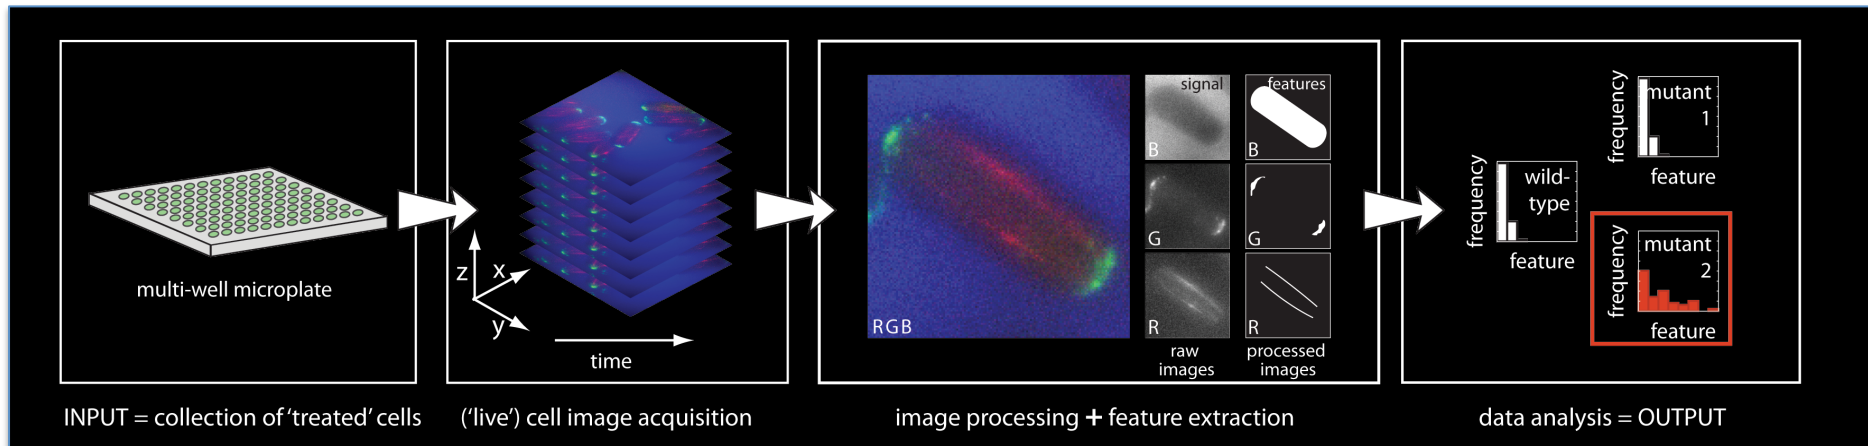 multi-well microplate
INPUT = collection of ‘treated’ cells
z
x
y
time
(‘live’) cell image acquisition
RGB
signal
B
G
R
raw
images
features
B
G
R
processed
images
image processing + feature extraction
frequency
wild-
type
feature
frequency
mutant
1
feature
frequency
mutant
2
feature
data analysis = OUTPUT